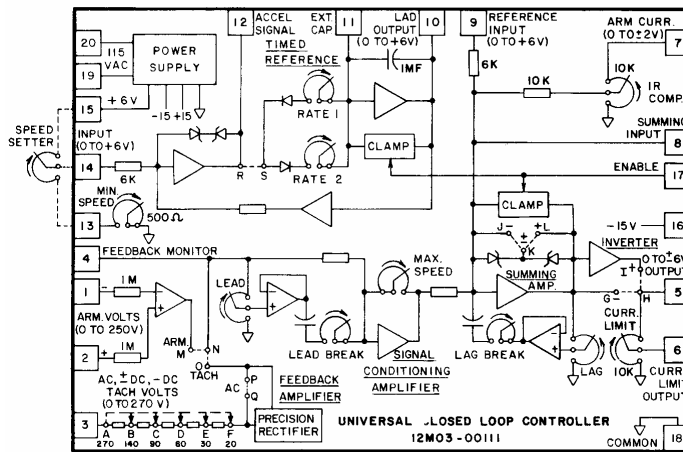 12
ACCEL
SIGNAL
EXT.
CAP
11
LAD
OUTPUT
(0 TO+6V)
10
9
REFERENCE
INPUT
(0 TO+6V)
ARM CURR.
(0 TO±2V)
7
20
115
VAC
19
POWER
SUPPLY
TIMED
REFERENCE
1MF
6K
10K
10K
IR
COMP.
15
+6V
-15+15
RATE 1
SUMMING
INPUT
8
SPEED
SETTER
INPUT
(0 TO+6V)
14
6K
R
S
RATE 2
CLAMP
ENABLE
17
MIN.
SPEED
13
500Ω
CLAMP
J-
+L
+
-
K
-15V
16
4
FEEDBACK MONITOR
MAX.
SPEED
INVERTER
0 TO±6V
OUTPUT
I+
1
-
1M
LEAD
SUMMING
AMP.
G-
H
5
ARM.VOLTS
(0 TO 250V)
-
+
CURR.
LIMIT
2
+
1M
ARM.
M
N
LEAD BREAK
SIGNAL
CONDITIONING
AMPLIFIER
LAG BREAK
LAG
10K
6
CURR.
LIMIT
OUTPUT
O
TACH
AC, ±DC, -DC
TACH VOLTS
(0 TO 270 V)
AC
P
Q
FEEDBACK
AMPLIFIER
3
A
B
C
D
E
F
270
140
90
60
30
20
PRECISION
RECTIFIER
UNIVERSAL CLOSED LOOP CONTROLLER
12M03-00111
COMMON
18